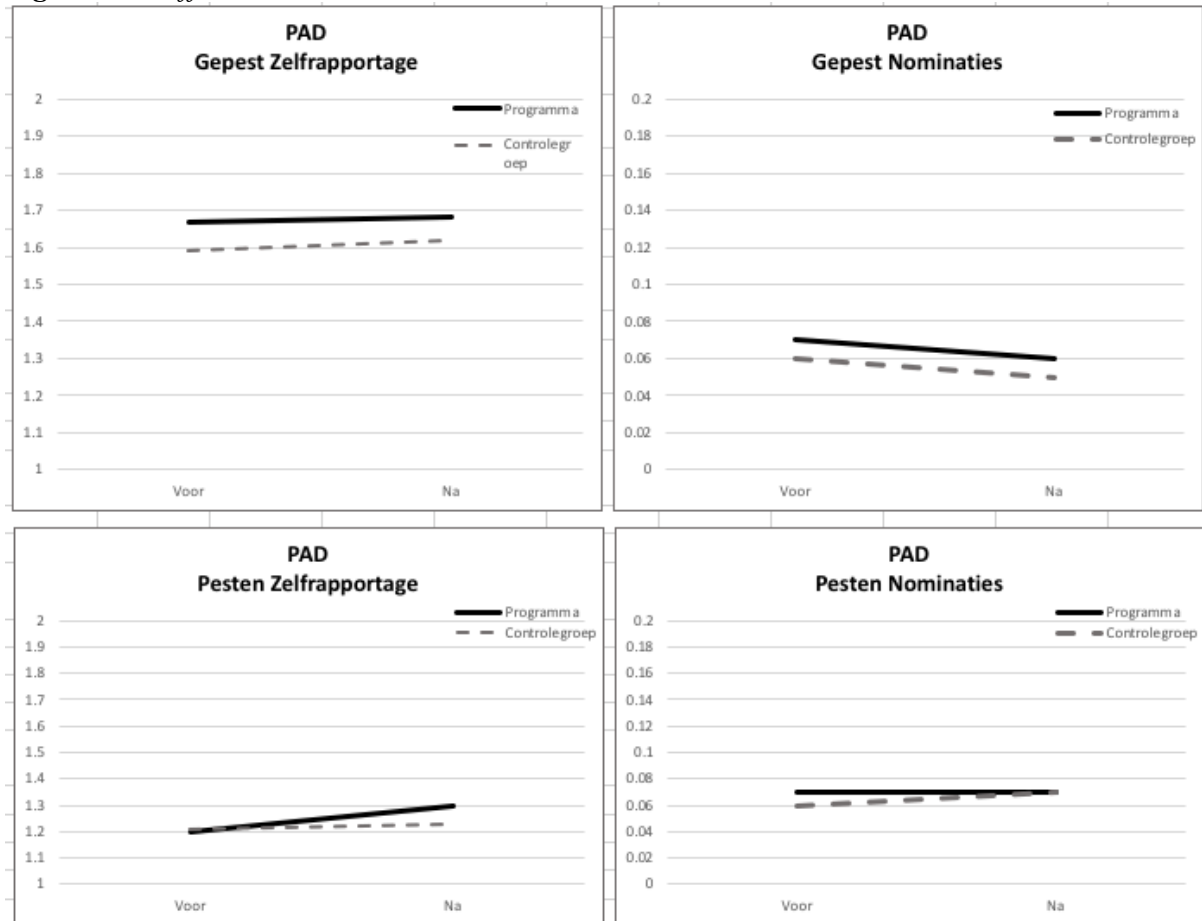 PAD
Gepest Zelfrapportage
Programma
Controlegr
oep
2
1.9
1.8
1.7
1.6
1.5
1.4
1.3
1.2
1.1
1
Voor Na
PAD
Gepest Nominaties
Programma
Controlegroep
0.2
0.18
0.16
0.14
0.12
0.1
0.08
0.06
0.04
0.02
0
Voor Na
PAD
Pesten Zelfrapportage
Programma
Controlegroep
2
1.9
1.8
1.7
1.6
1.5
1.4
1.3
1.2
1.1
1
Voor Na
PAD
Pesten Nominaties
Programma
Controlegroep
0.2
0.18
0.16
0.14
0.12
0.1
0.08
0.06
0.04
0.02
0
Voor Na